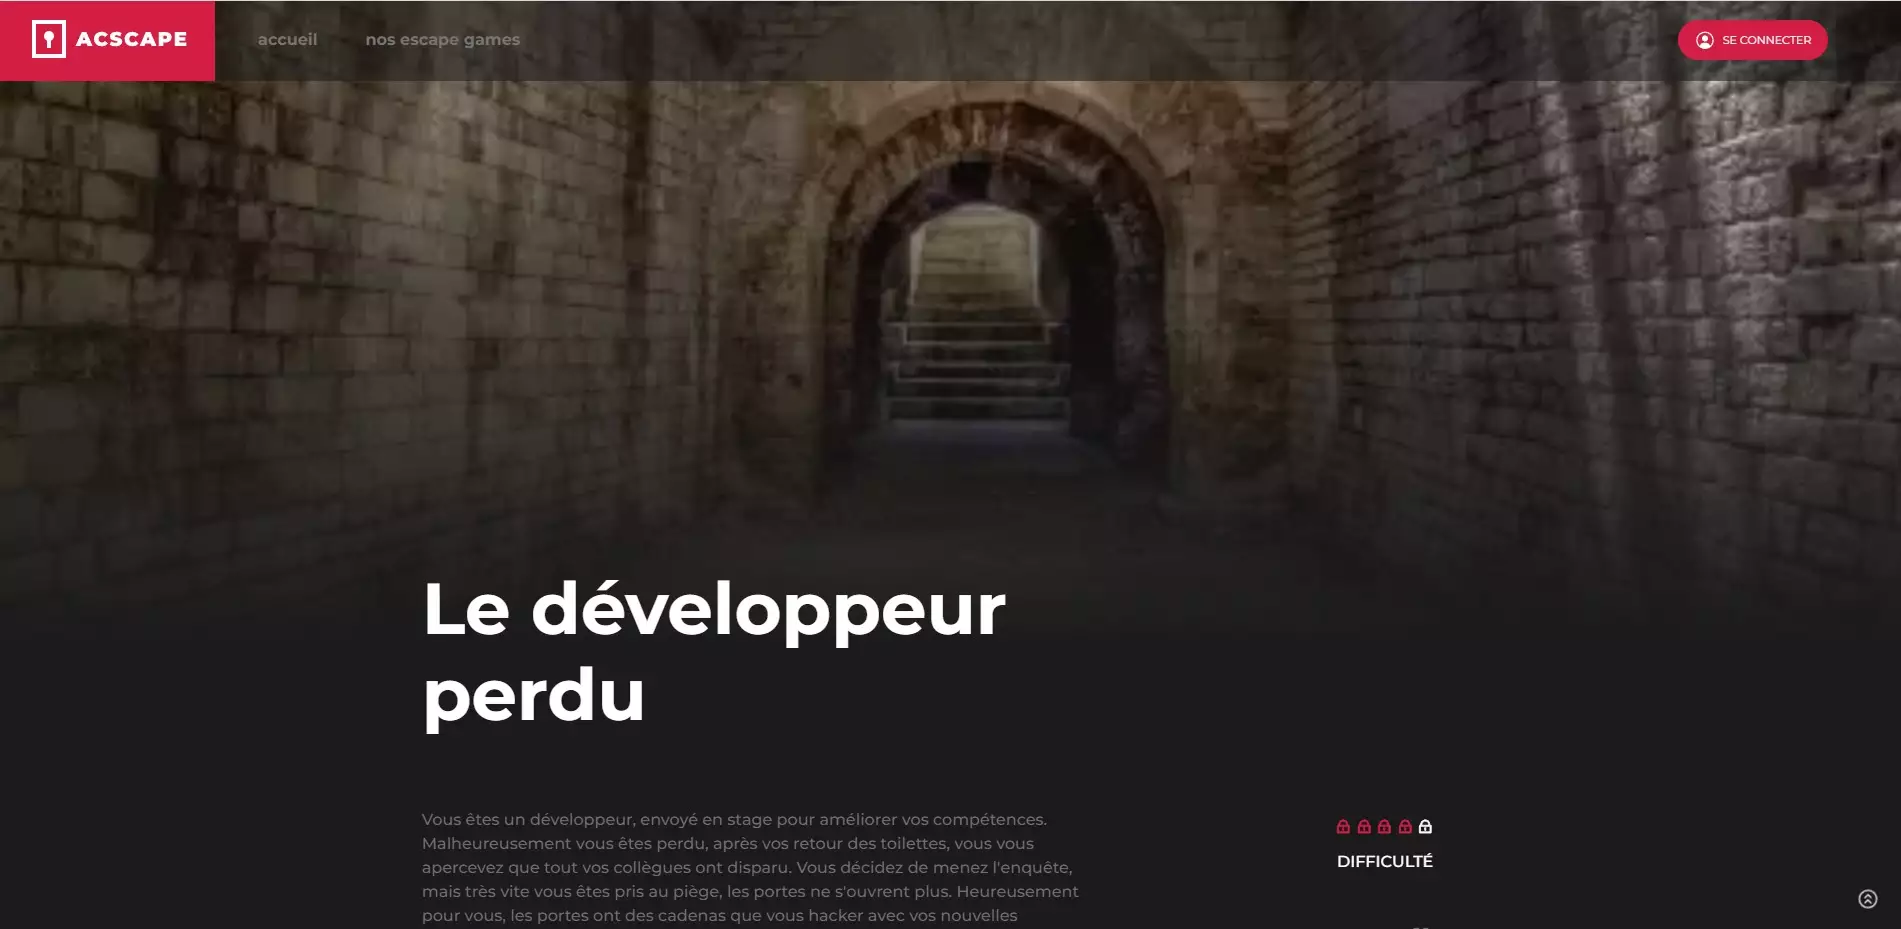 ACSCAPE
accueil
nos escape games
SE CONNECTER
Le développeur
perdu
Vous êtes un développeur, envoyé en stage pour améliorer vos compétences.
Malheureusement vous êtes perdu, après vos retour des toilettes, vous vous
apercevez que tout vos collègues ont disparu. Vous décidez de menez l'enquête,
mais très vite vous êtes pris au piège, les portes ne s'ouvrent plus. Heureusement
pour vous, les portes ont des cadenas que vous hacker avec vos nouvelles
DIFFICULTÉ